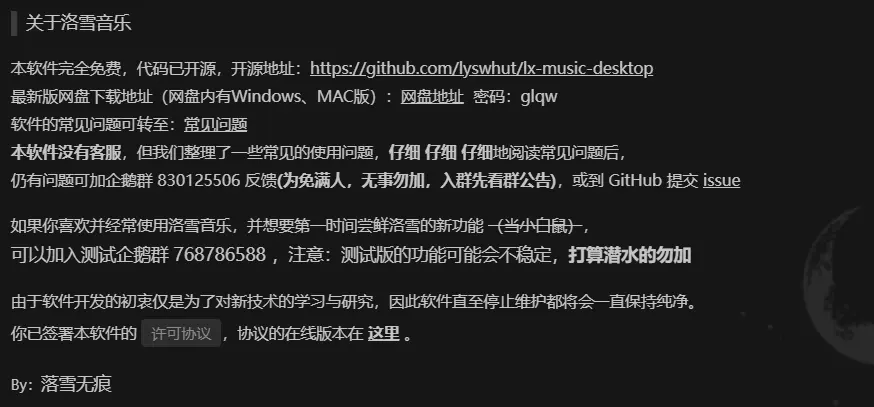 关于洛雪音乐
本软件完全免费，代码已开源，开源地址：https://github.com/lyswhut/lx-music-desktop
最新版网盘下载地址（网盘内有Windows、MAC版）：网盘地址 密码：glqw
软件的常见问题可转至：常见问题
本软件没有客服，但我们整理了一些常见的使用问题，仔细 仔细 仔细地阅读常见问题后，
仍有问题可加企鹅群 830125506 反馈(为免满人，无事勿加，入群先看群公告)，或到 GitHub 提交 issue
如果你喜欢并经常使用洛雪音乐，并想要第一时间尝鲜洛雪的新功能（当小白鼠），
可以加入测试企鹅群 768786588 ，注意：测试版的功能可能会不稳定，打算潜水的勿加
由于软件开发的初衷仅是为了对新技术的学习与研究，因此软件直至停止维护都将会一直保持纯净。
你已签署本软件的 许可协议 ，协议的在线版本在 这里 。
By: 落雪无痕